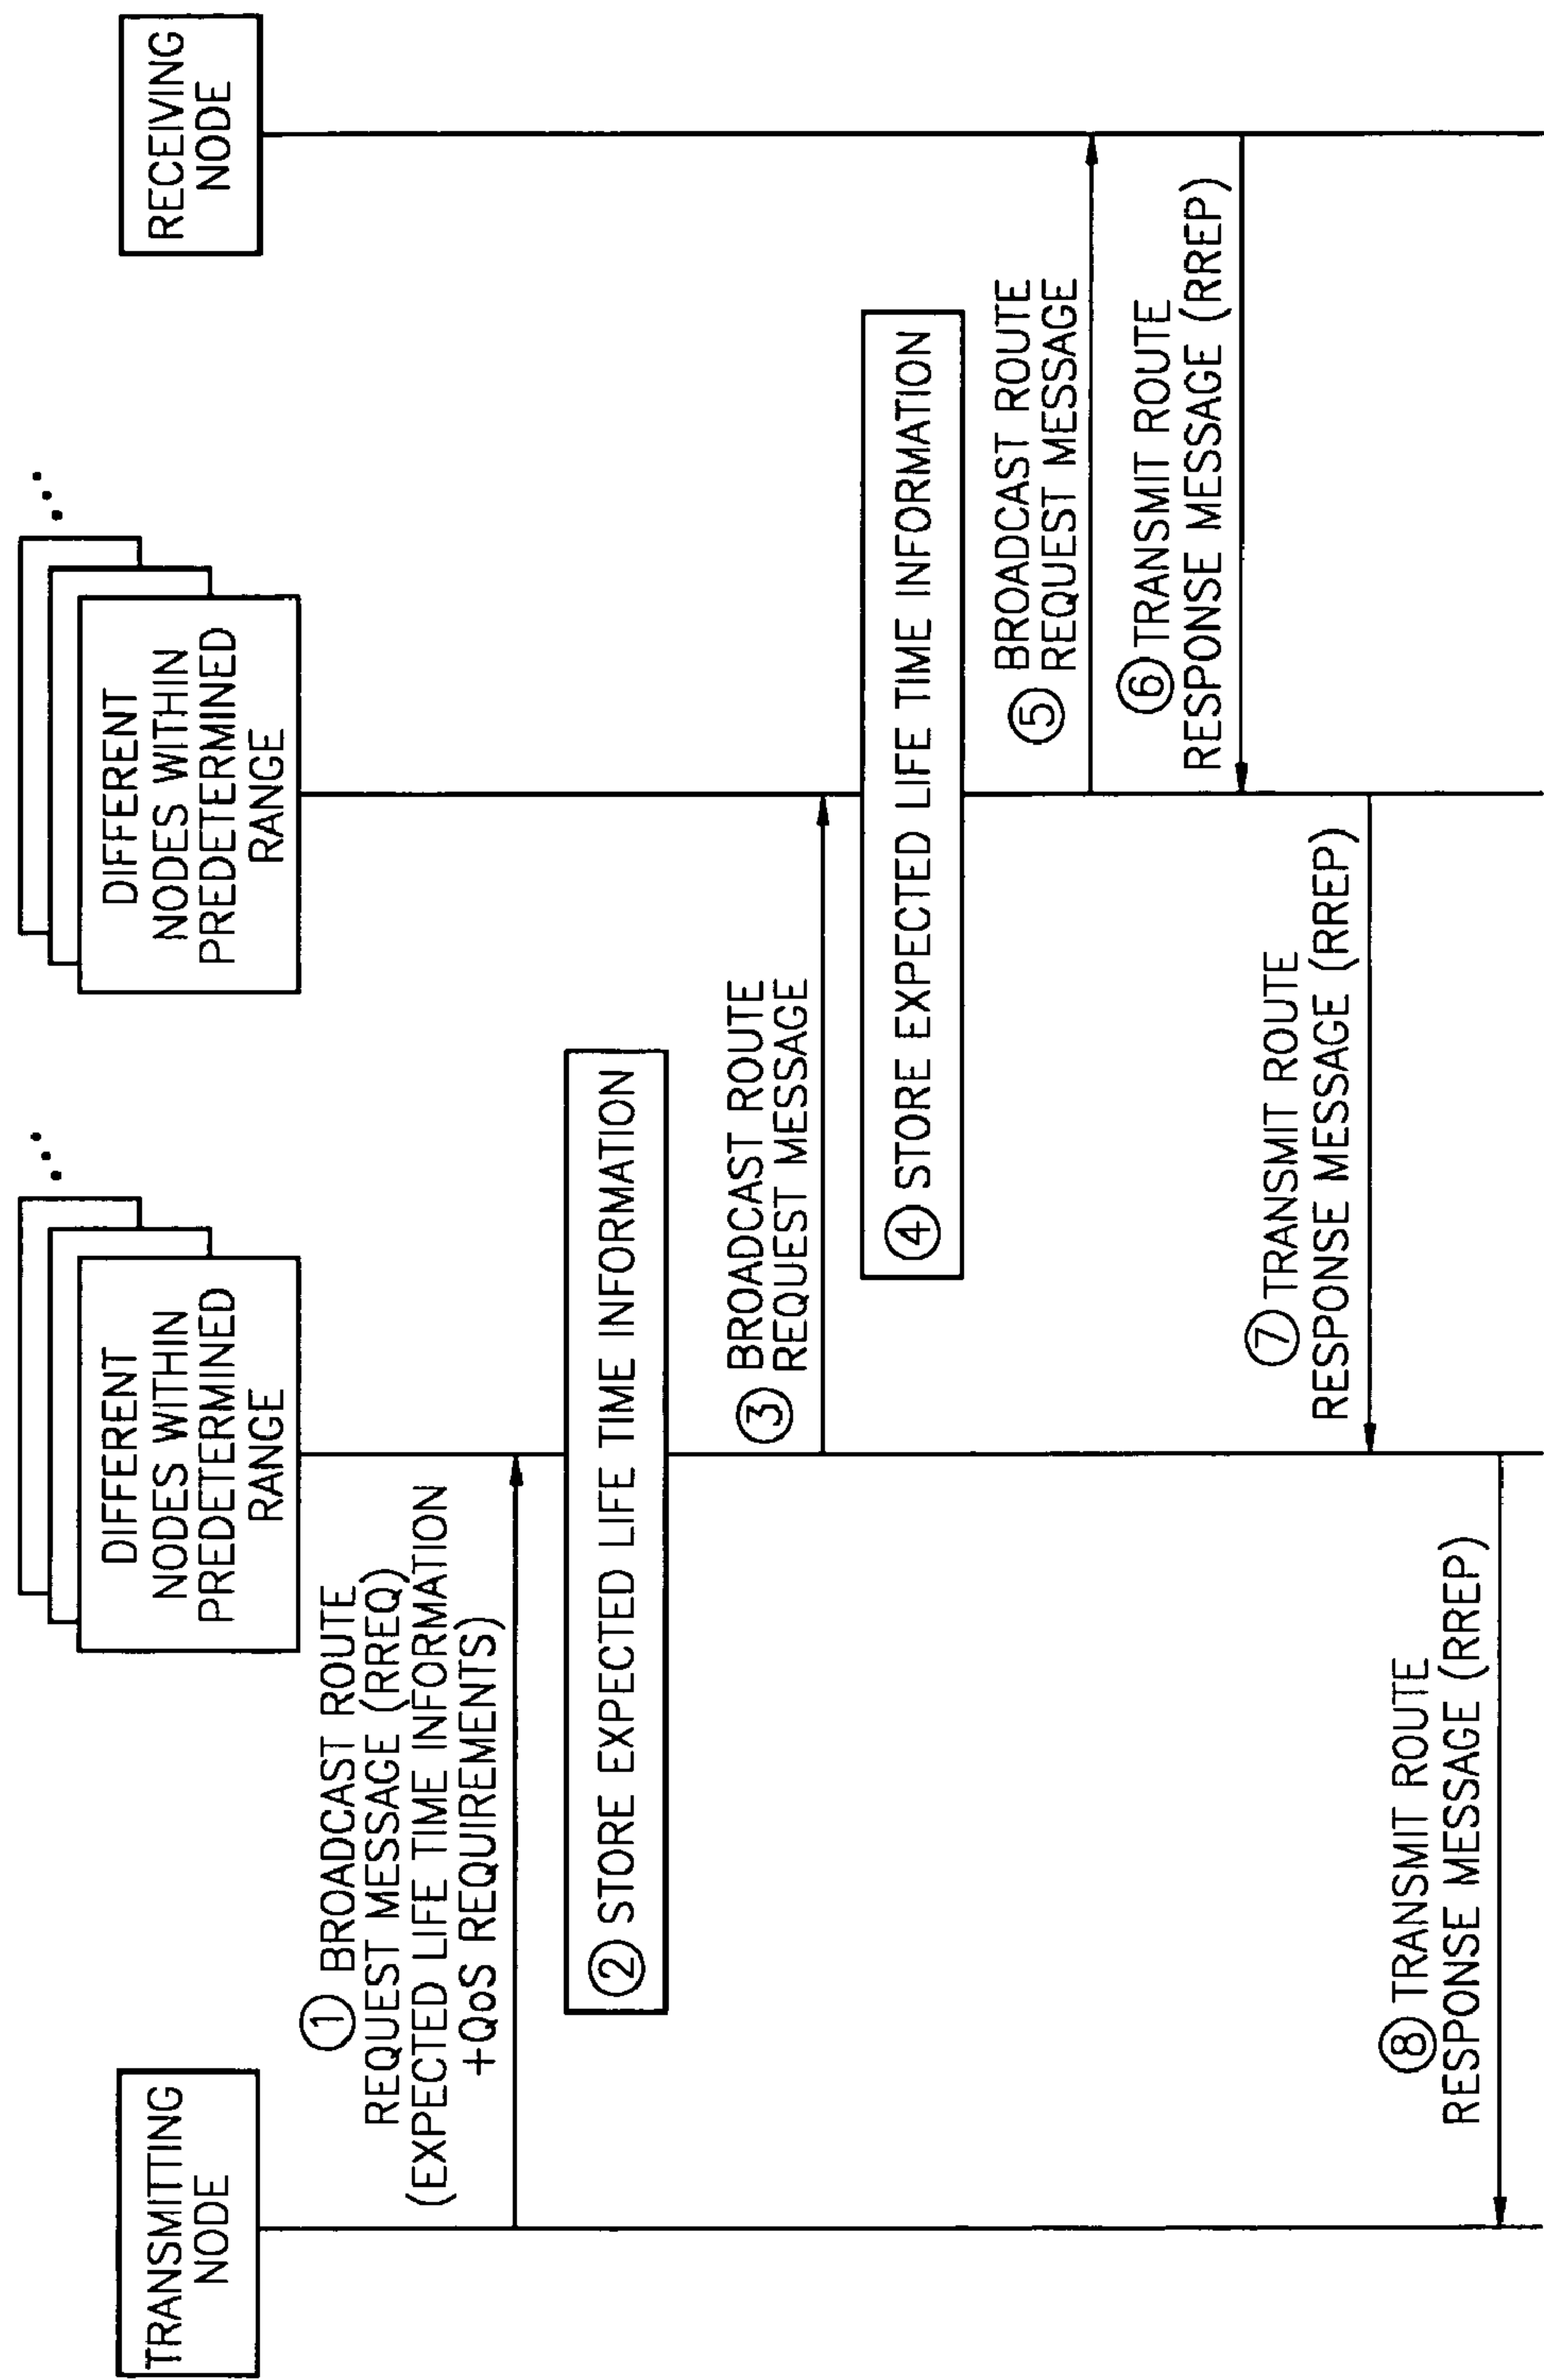 TRANSMITTING
NODE
DIFFERENT
NODES WITHIN
PREDETERMINED
RANGE
DIFFERENT
NODES WITHIN
PREDETERMINED
RANGE
RECEIVING
NODE
① BROADCAST ROUTE
REQUEST MESSAGE (RREQ)
(EXPECTED LIFE TIME INFORMATION
+QoS REQUIREMENTS)
② STORE EXPECTED LIFE TIME INFORMATION
③ BROADCAST ROUTE
REQUEST MESSAGE
④ STORE EXPECTED LIFE TIME INFORMATION
⑤ BROADCAST ROUTE
REQUEST MESSAGE
⑥ TRANSMIT ROUTE
RESPONSE MESSAGE (RREP)
⑦ TRANSMIT ROUTE
RESPONSE MESSAGE (RREP)
⑧ TRANSMIT ROUTE
RESPONSE MESSAGE (RREP)